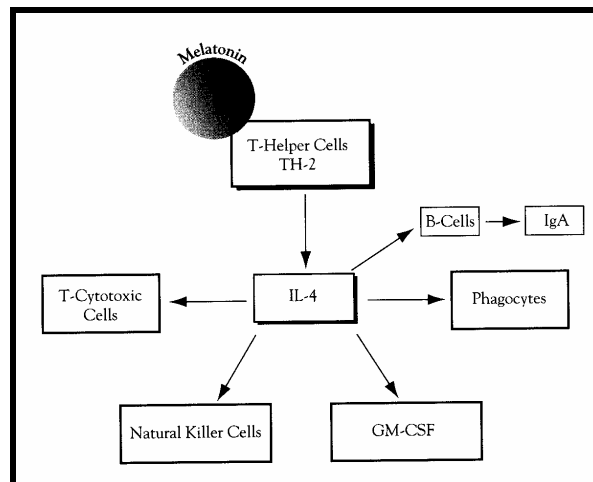 Melatonin
T-Helper Cells
TH-2
B-Cells
IgA
T-Cytotoxic
Cells
IL-4
Phagocytes
Natural Killer Cells
GM-CSF